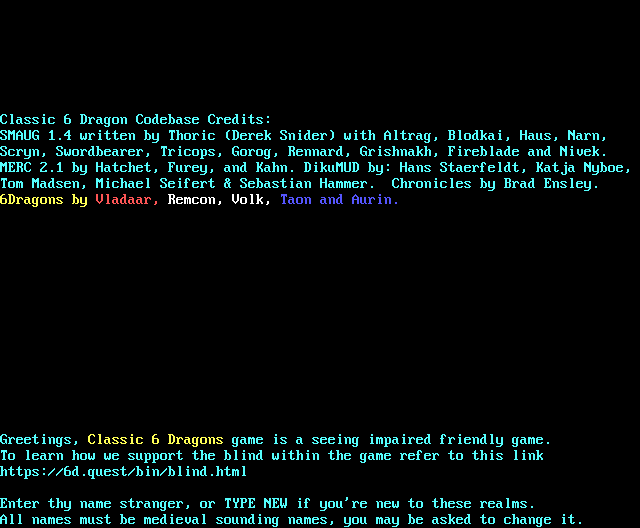 Classic 6 Dragon Codebase Credits:
SMAUG 1.4 written by Thoric (Derek Snider) with Altrag, Blodkai, Haus, Narn,
Scryn, Swordbearer, Tricops, Gorog, Rennard, Grishnakh, Fireblade and Nivek.
MERC 2.1 by Hatchet, Furey, and Kahn. DikuMUD by: Hans Staerfeldt, Katja Nyboe,
Tom Madsen, Michael Seifert & Sebastian Hammer.  Chronicles by Brad Ensley.
6Dragons by Vladaar, Remcon, Volk, Taon and Aurin.
Greetings, Classic 6 Dragons game is a seeing impaired friendly game.
To learn how we support the blind within the game refer to this link
https://6d.quest/bin/blind.html
Enter thy name stranger, or TYPE NEW if you're new to these realms.
All names must be medieval sounding names, you may be asked to change it.